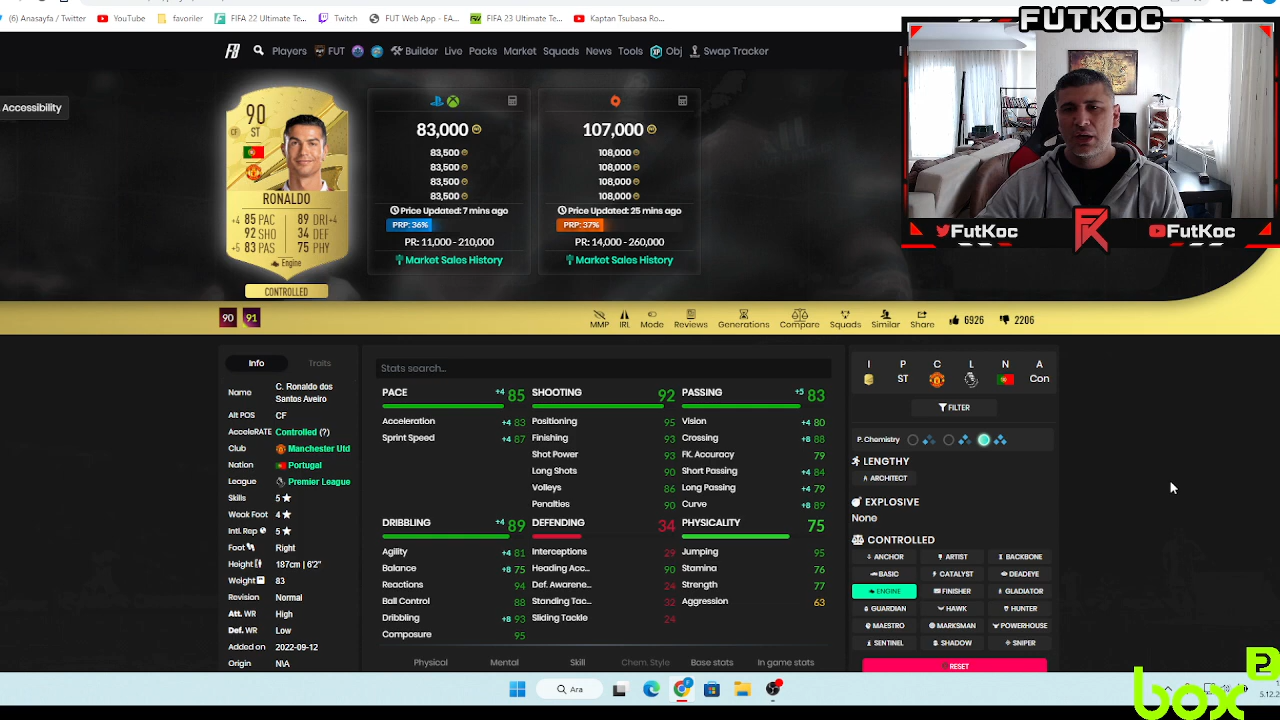 (6) Anasayfa / Twitter YouTube favoriler FIFA 22 Ultimate Te... Twitch FUT Web App - EA... FIFA 23 Ultimate Te... Kaptan Tsubasa Ro...
FUTKOC
FB Players FUT Builder Live Packs Market Squads News Tools XP Obj Swap Tracker
Accessibility
90
CF ST
RONALDO
+4 85 PAC 89 DRI+4
92 SHO 34 DEF
+5 83 PAS 75 PHY
Engine
CONTROLLED
83,000
83,500
83,500
83,500
83,500
Price Updated: 7 mins ago
PRP: 36%
PR: 11,000 - 210,000
Market Sales History
107,000
108,000
108,000
108,000
108,000
Price Updated: 25 mins ago
PRP: 37%
PR: 14,000 - 260,000
Market Sales History
FutKoc FK FutKoc
90 91
MMP IRL Mode Reviews Generations Compare Squads Similar Share 6926 2206
Info Traits
Name C. Ronaldo dos Santos Aveiro
Alt POS CF
AcceleRATE Controlled (?)
Club Manchester Utd
Nation Portugal
League Premier League
Skills 5
Weak Foot 4
Intl. Rep 5
Foot Right
Height 187cm | 6'2"
Weight 83
Revision Normal
Att. WR High
Def. WR Low
Added on 2022-09-12
Origin N\A
Stats search...
PACE +4 85
Acceleration +4 83
Sprint Speed +4 87
SHOOTING 92
Positioning 95
Finishing 93
Shot Power 93
Long Shots 90
Volleys 86
Penalties 90
PASSING +5 83
Vision +4 80
Crossing +8 88
FK. Accuracy 79
Short Passing +4 84
Long Passing +4 79
Curve +8 89
DRIBBLING +4 89
Agility +4 81
Balance +8 75
Reactions 94
Ball Control 88
Dribbling +8 93
Composure 95
DEFENDING 34
Interceptions 29
Heading Acc... 90
Def. Awarene... 24
Standing Tac... 32
Sliding Tackle 24
PHYSICALITY 75
Jumping 95
Stamina 76
Strength 77
Aggression 63
Physical Mental Skill Chem. Style Base stats In game stats
I P C L N A
ST Con
FILTER
P. Chemistry
LENGTHY
ARCHITECT
EXPLOSIVE
None
CONTROLLED
ANCHOR ARTIST BACKBONE
BASIC CATALYST DEADEYE
ENGINE FINISHER GLADIATOR
GUARDIAN HAWK HUNTER
MAESTRO MARKSMAN POWERHOUSE
SENTINEL SHADOW SNIPER
RESET
Ara
box2